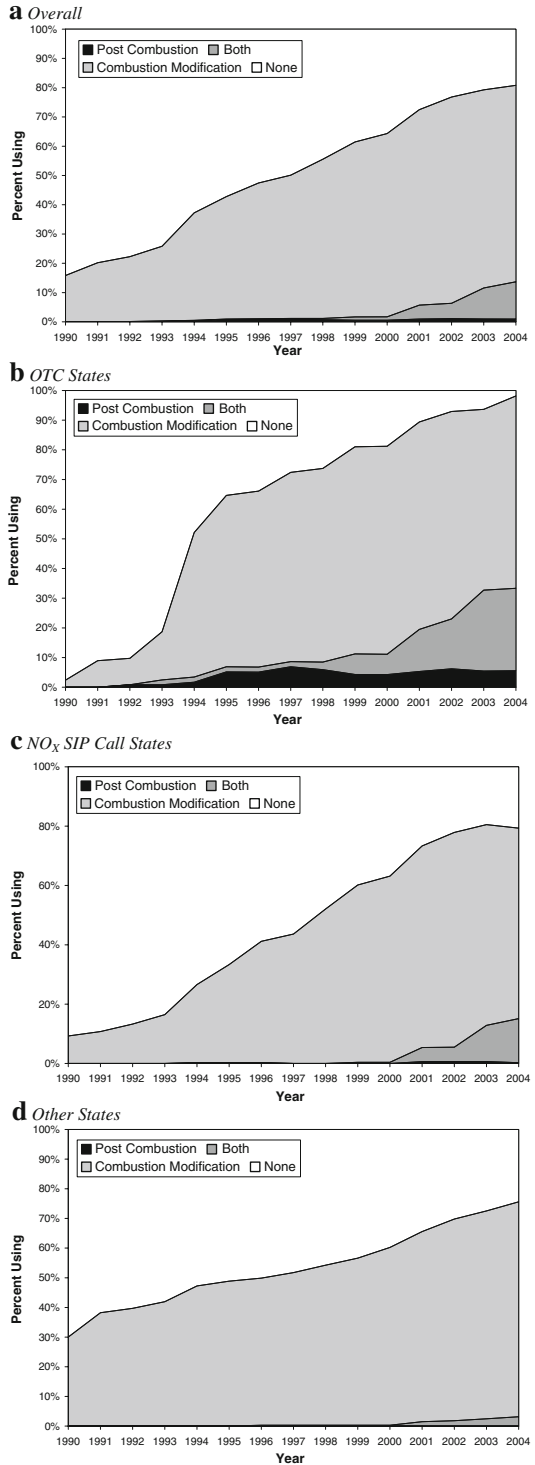 a Overall
100%
90%
80%
70%
60%
50%
40%
30%
20%
10%
0%
Percent Using
Post Combustion Both
Combustion Modification None
1990 1991 1992 1993 1994 1995 1996 1997 1998 1999 2000 2001 2002 2003 2004
Year
b OTC States
100%
90%
80%
70%
60%
50%
40%
30%
20%
10%
0%
Percent Using
Post Combustion Both
Combustion Modification None
1990 1991 1992 1993 1994 1995 1996 1997 1998 1999 2000 2001 2002 2003 2004
Year
c NOX SIP Call States
100%
80%
60%
40%
20%
0%
Percent Using
Post Combustion Both
Combustion Modification None
1990 1991 1992 1993 1994 1995 1996 1997 1998 1999 2000 2001 2002 2003 2004
Year
d Other States
100%
90%
80%
70%
60%
50%
40%
30%
20%
10%
0%
Percent Using
Post Combustion Both
Combustion Modification None
1990 1991 1992 1993 1994 1995 1996 1997 1998 1999 2000 2001 2002 2003 2004
Year